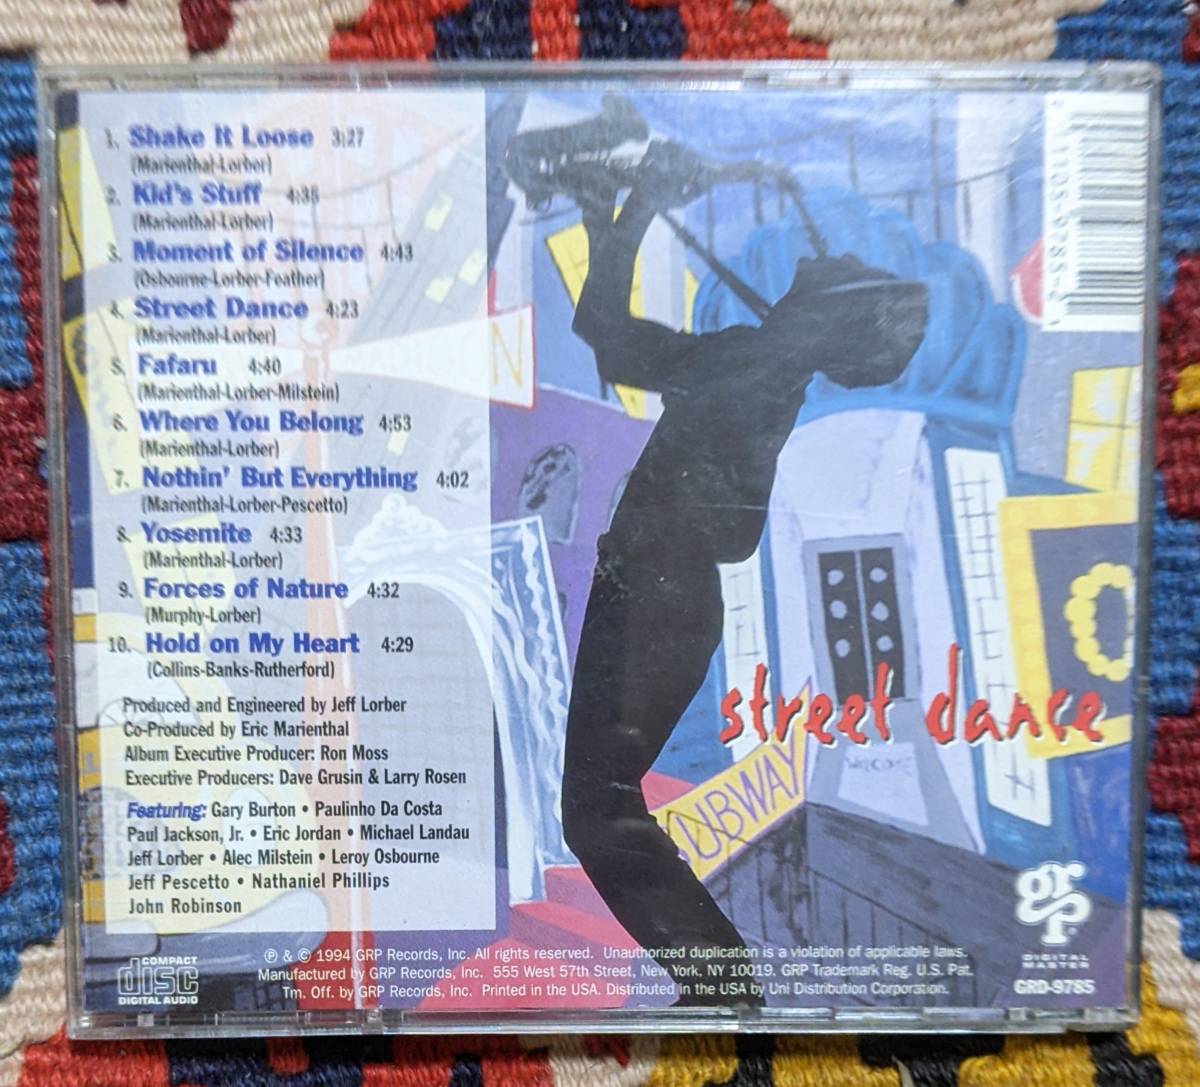 1. Shake It Loose 3:27
(Marienthal-Lorber)
2. Kid's Stuff 4:35
(Marienthal-Lorber)
3. Moment of Silence 4:43
(Osbourne-Lorber-Feather)
4. Street Dance 4:23
(Marienthal-Lorber)
5. Fafaru 4:40
(Marienthal-Lorber-Milstein)
6. Where You Belong 4:53
(Marienthal-Lorber)
7. Nothin' But Everything 4:02
(Marienthal-Lorber-Pescetto)
8. Yosemite 4:33
(Marienthal-Lorber)
9. Forces of Nature 4:32
(Murphy-Lorber)
10. Hold on My Heart 4:29
(Collins-Banks-Rutherford)
Produced and Engineered by Jeff Lorber
Co-Produced by Eric Marienthal
Album Executive Producer: Ron Moss
Executive Producers: Dave Grusin & Larry Rosen
Featuring: Gary Burton • Paulinho Da Costa
Paul Jackson, Jr. • Eric Jordan • Michael Landau
Jeff Lorber • Alec Milstein • Leroy Osbourne
Jeff Pescetto • Nathaniel Phillips
John Robinson
N
street dance
UBWAY
WELCOME
COMPACT
disc
DIGITAL AUDIO
℗ & © 1994 GRP Records, Inc. All rights reserved. Unauthorized duplication is a violation of applicable laws.
Manufactured by GRP Records, Inc. 555 West 57th Street, New York, NY 10019. GRP Trademark Reg. U.S. Pat.
Tm. Off. by GRP Records, Inc. Printed in the USA. Distributed in the USA by Uni Distribution Corporation.
grp
DIGITAL
MASTER
GRD-9785